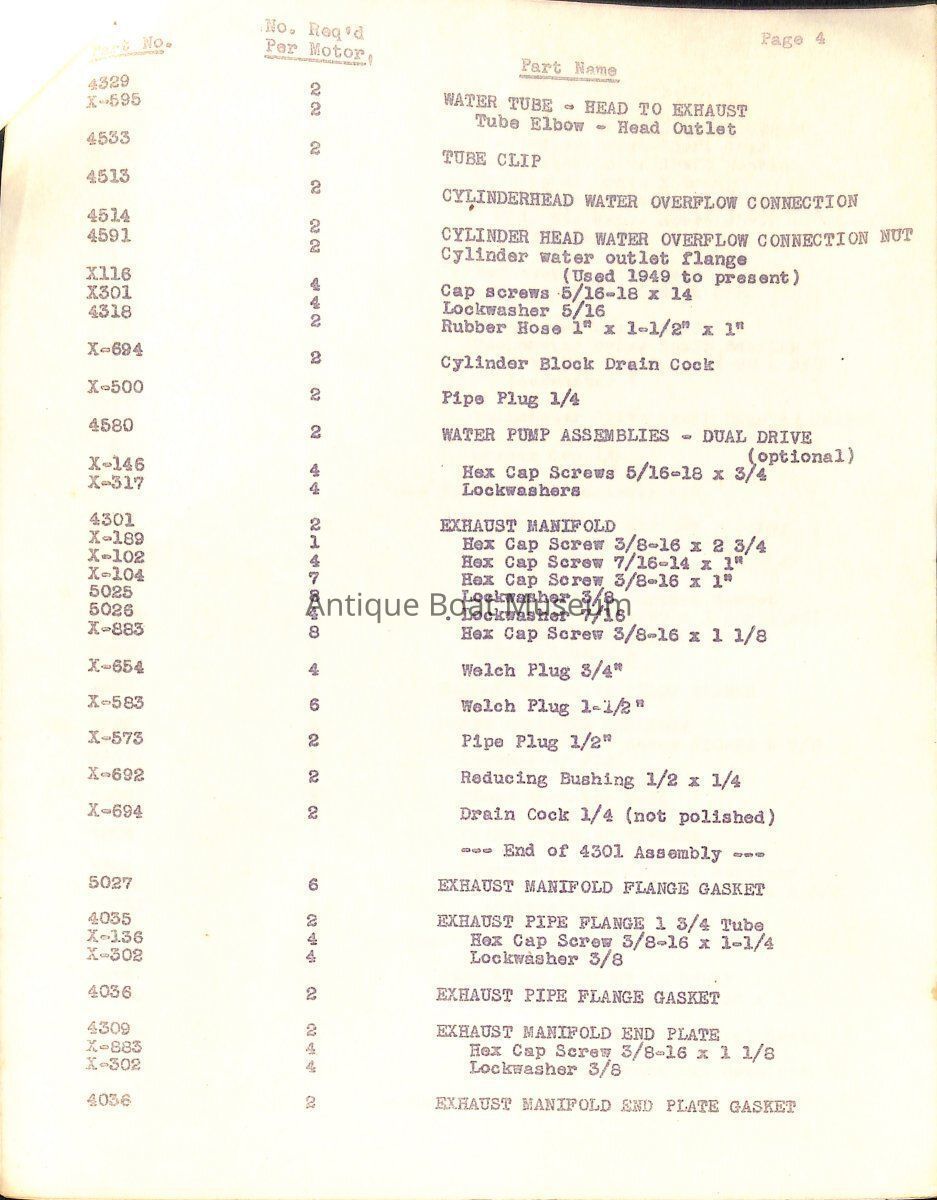 Part No. No. Req'd Per Motor, Part Name Page 4
4329 2 WATER TUBE - HEAD TO EXHAUST
X-595 2 Tube Elbow - Head Outlet
4533 2 TUBE CLIP
4513 2 CYLINDERHEAD WATER OVERFLOW CONNECTION
4514 2 CYLINDER HEAD WATER OVERFLOW CONNECTION NUT
4591 2 Cylinder water outlet flange
(Used 1949 to present)
X116 4 Cap screws 5/16-18 x 14
X301 4 Lockwasher 5/16
4318 2 Rubber Hose 1" x 1-1/2" x 1"
X-694 2 Cylinder Block Drain Cock
X-500 2 Pipe Plug 1/4
4580 2 WATER PUMP ASSEMBLIES - DUAL DRIVE
(optional)
X-146 4 Hex Cap Screws 5/16-18 x 3/4
X-317 4 Lockwashers
4301 2 EXHAUST MANIFOLD
X-189 1 Hex Cap Screw 3/8-16 x 2 3/4
X-102 4 Hex Cap Screw 7/16-14 x 1"
X-104 7 Hex Cap Screw 3/8-16 x 1"
5025 Lockwasher 3/8
5026 4 Lockwasher 7/16
Antique Boat Museum
X-883 8 Hex Cap Screw 3/8-16 x 1 1/8
X-654 4 Welch Plug 3/4"
X-583 6 Welch Plug 1-1/2"
X-573 2 Pipe Plug 1/2"
X-692 2 Reducing Bushing 1/2 x 1/4
X-694 2 Drain Cock 1/4 (not polished)
--- End of 4301 Assembly ---
5027 6 EXHAUST MANIFOLD FLANGE GASKET
4035 2 EXHAUST PIPE FLANGE 1 3/4 Tube
X-136 4 Hex Cap Screw 3/8-16 x 1-1/4
X-302 4 Lockwasher 3/8
4036 2 EXHAUST PIPE FLANGE GASKET
4309 2 EXHAUST MANIFOLD END PLATE
X-883 4 Hex Cap Screw 3/8-16 x 1 1/8
X-302 4 Lockwasher 3/8
4036 2 EXHAUST MANIFOLD END PLATE GASKET